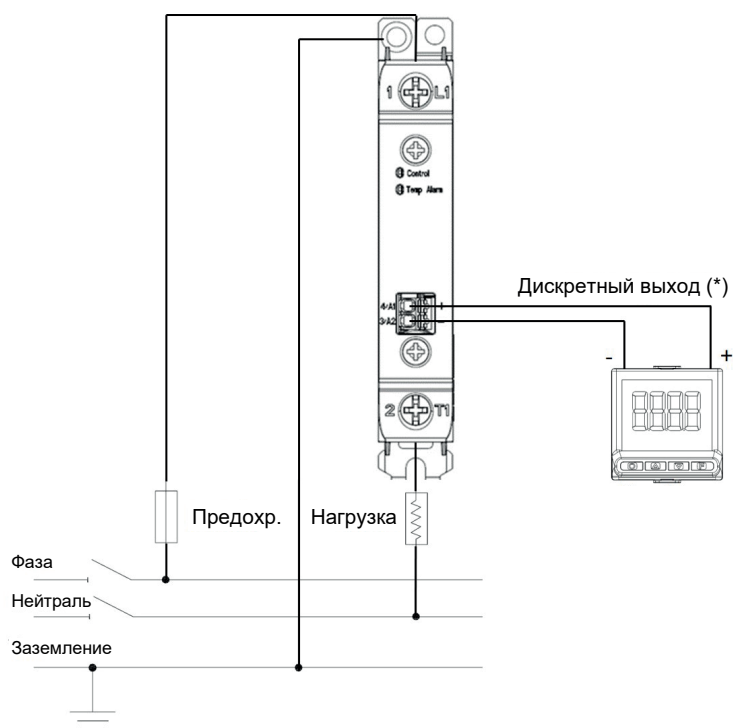 1 L1
Control
Temp Alarm
4/A1 +
3/A2 -
2 T1
Дискретный выход (*)
- +
Предохр.
Нагрузка
Фаза
Нейтраль
Заземление